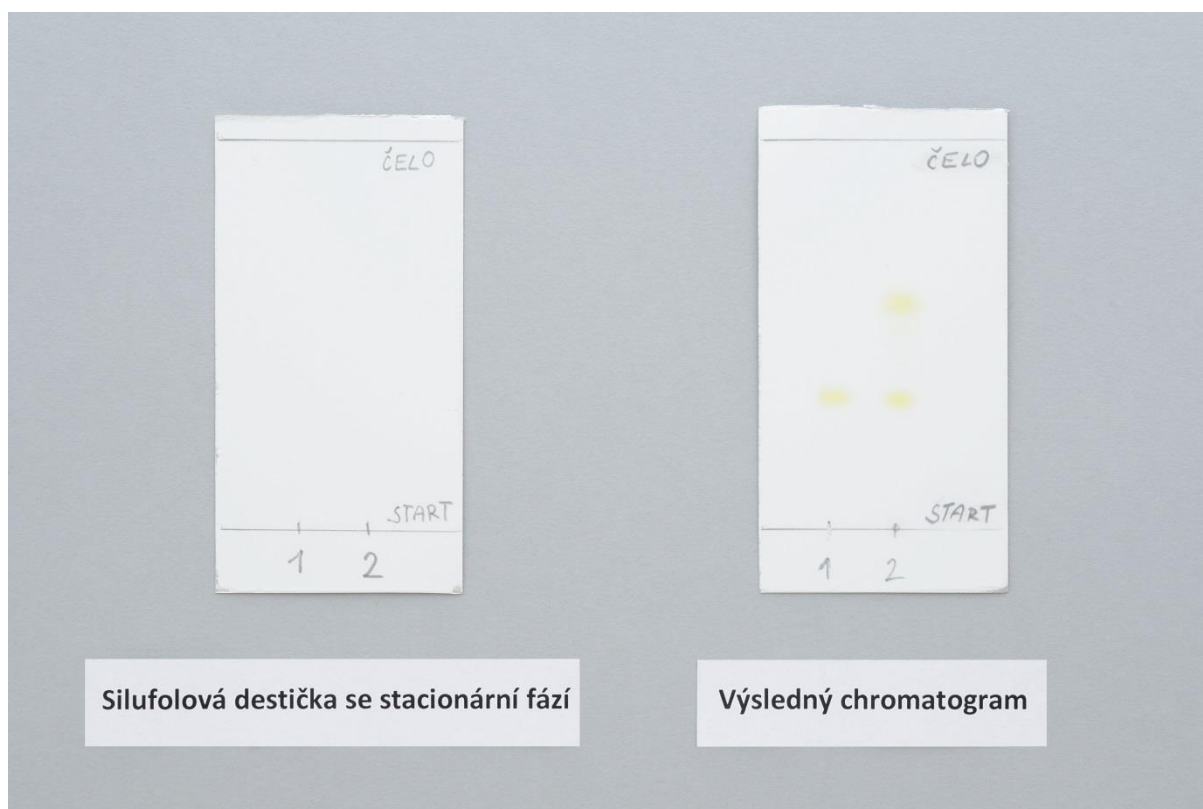 ČELO
START
1 2
Silufolová destička se stacionární fází
ČELO
START
1 2
Výsledný chromatogram